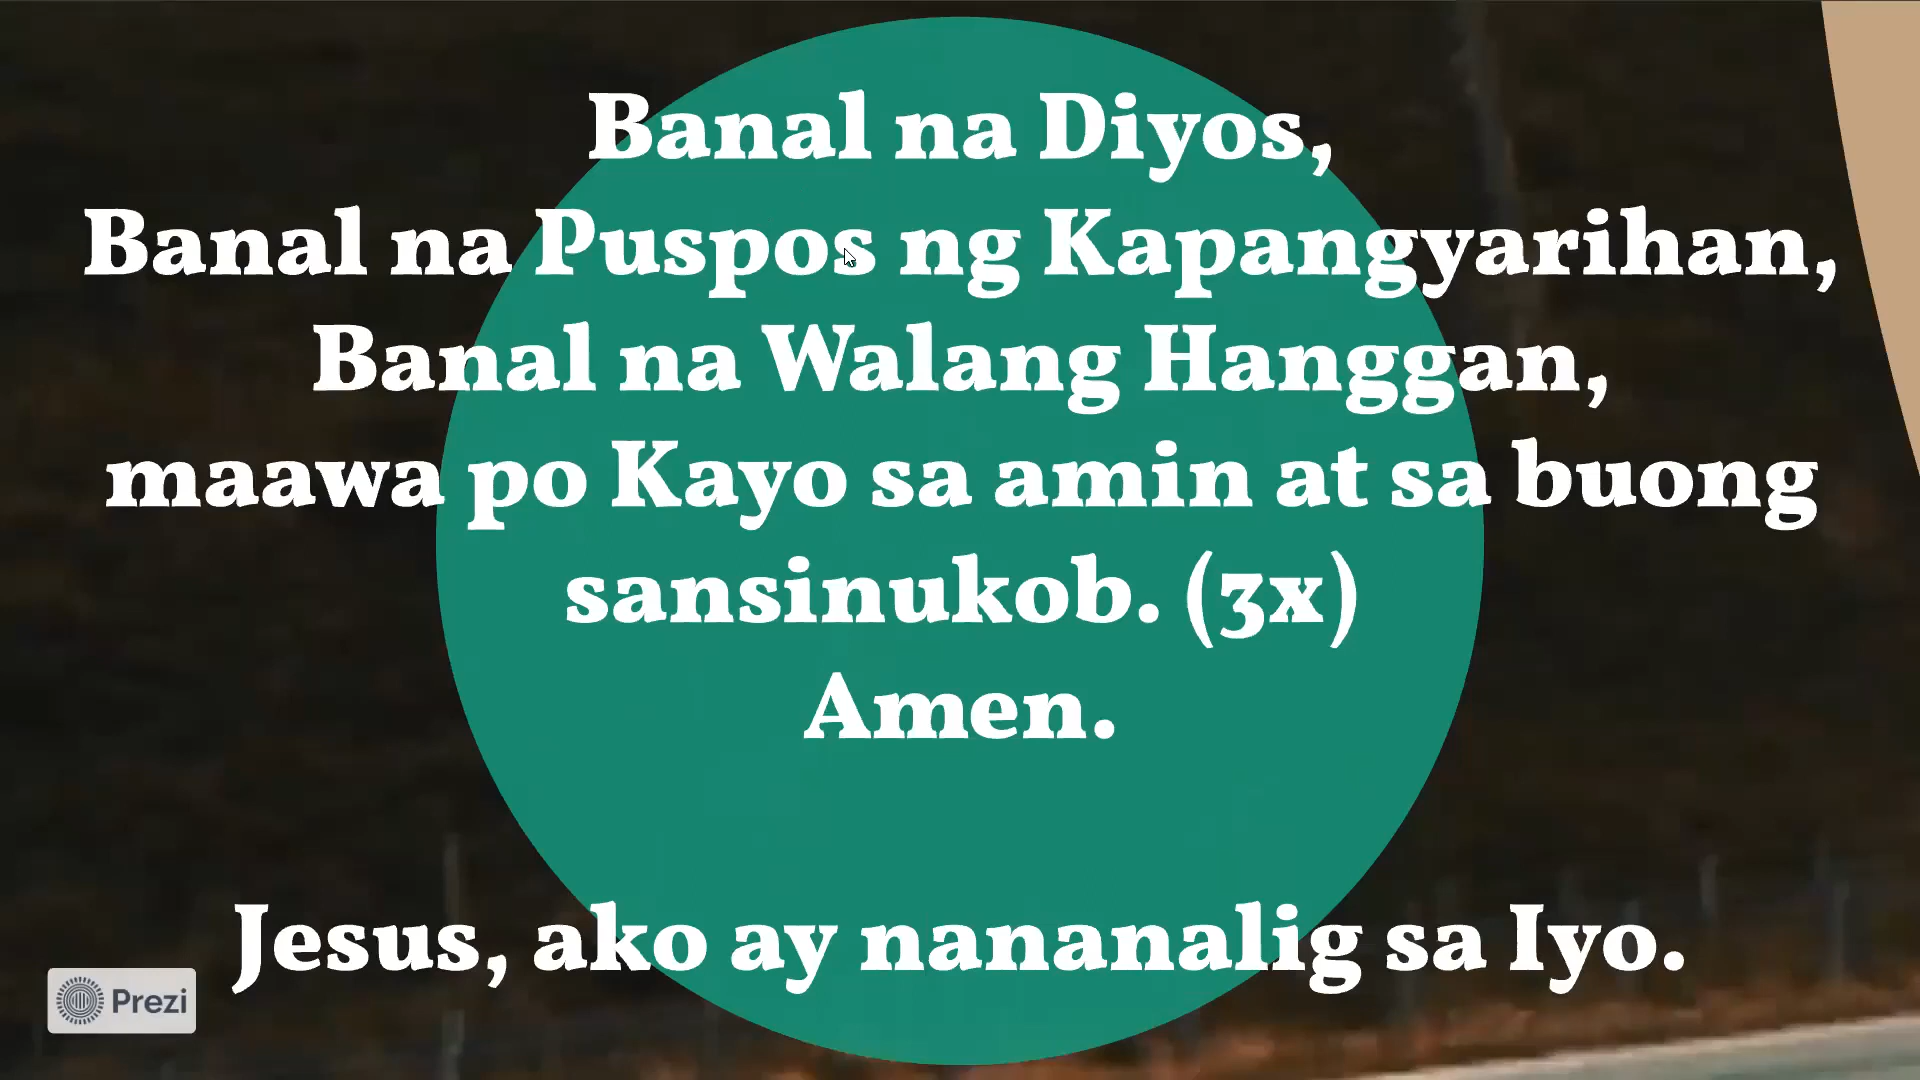 Banal na Diyos,
Banal na Puspos ng Kapangyarihan,
Banal na Walang Hanggan,
maawa po Kayo sa amin at sa buong
sansinukob. (3x)
Amen.
Jesus, ako ay nananalig sa Iyo.
Prezi